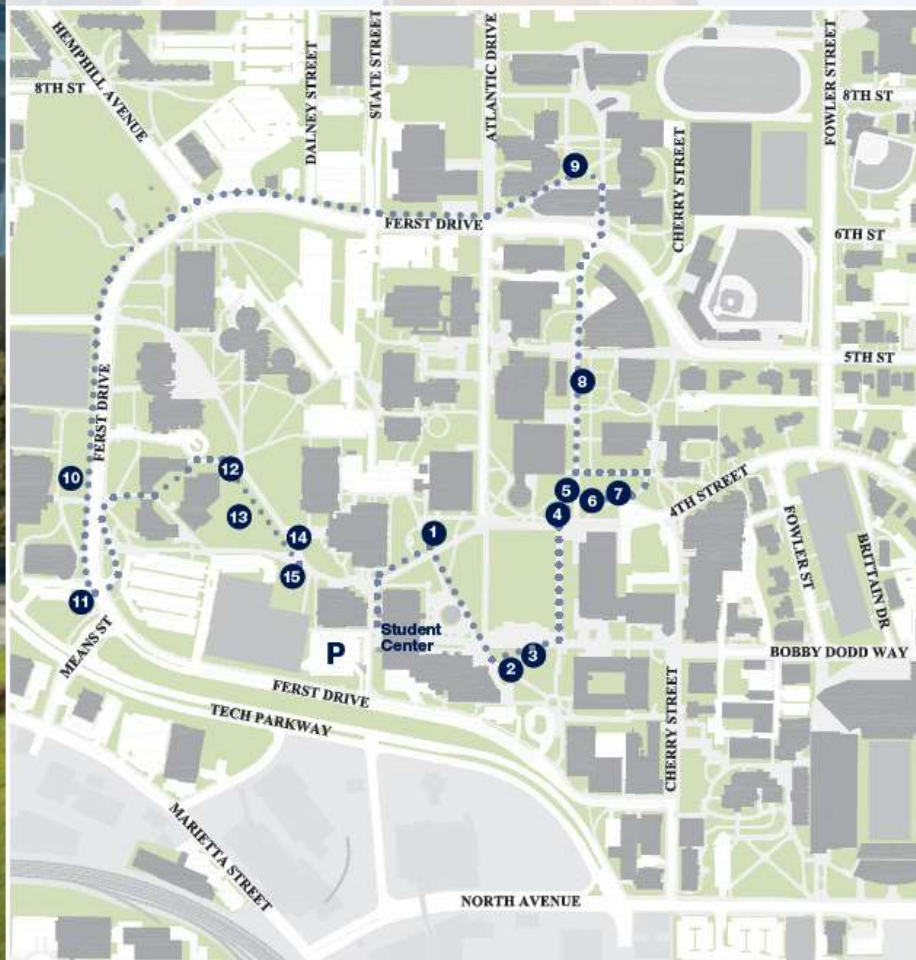 HEMPHILL AVENUE
8TH ST
DALNEY STREET
STATE STREET
ATLANTIC DRIVE
FOWLER STREET
8TH ST
CHERRY STREET
9
FERST DRIVE
6TH ST
5TH ST
8
FERST DRIVE
10
12
13
5
6
7
4
4TH STREET
FOWLER ST
BRITTAIN DR
1
14
15
11
MEANS ST
P
Student
Center
2
3
BOBBY DODD WAY
FERST DRIVE
TECH PARKWAY
CHERRY STREET
MARIETTA STREET
NORTH AVENUE